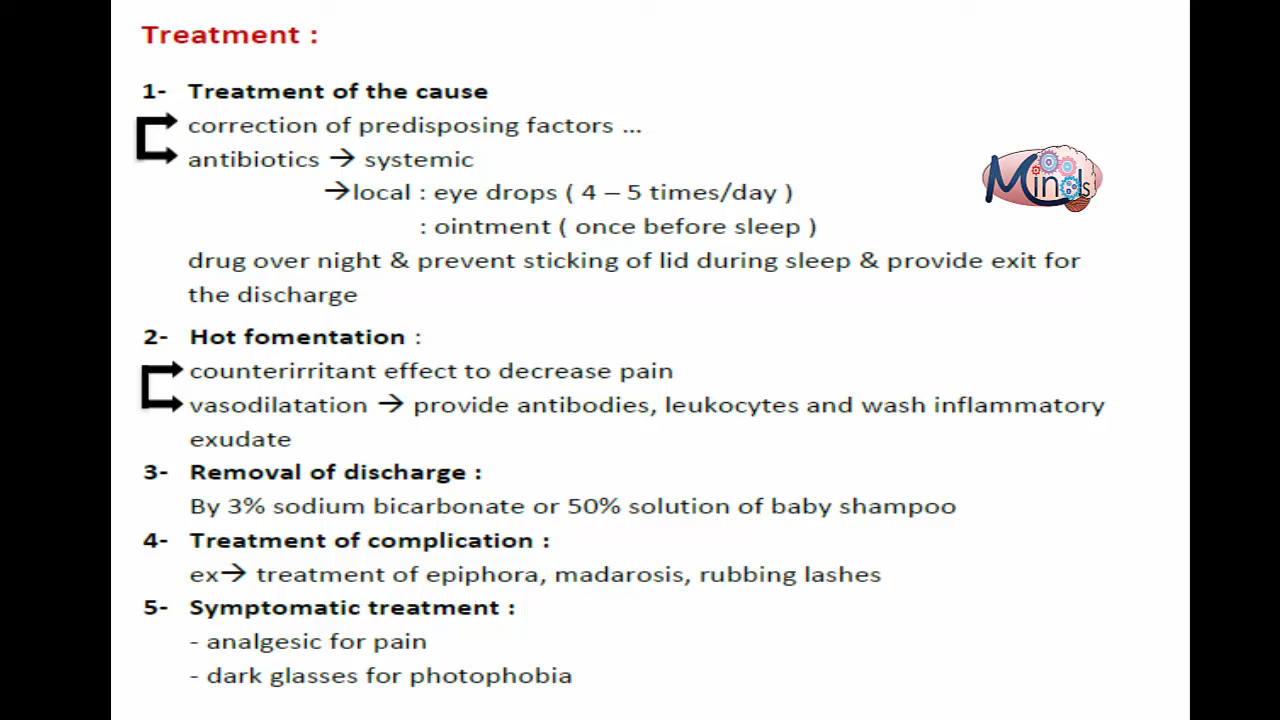 Treatment :
1- Treatment of the cause
correction of predisposing factors ...
antibiotics → systemic
→local : eye drops ( 4 – 5 times/day )
: ointment ( once before sleep )
drug over night & prevent sticking of lid during sleep & provide exit for
the discharge
Minds
2- Hot fomentation :
counterirritant effect to decrease pain
vasodilatation → provide antibodies, leukocytes and wash inflammatory
exudate
3- Removal of discharge :
By 3% sodium bicarbonate or 50% solution of baby shampoo
4- Treatment of complication :
ex→ treatment of epiphora, madarosis, rubbing lashes
5- Symptomatic treatment :
- analgesic for pain
- dark glasses for photophobia